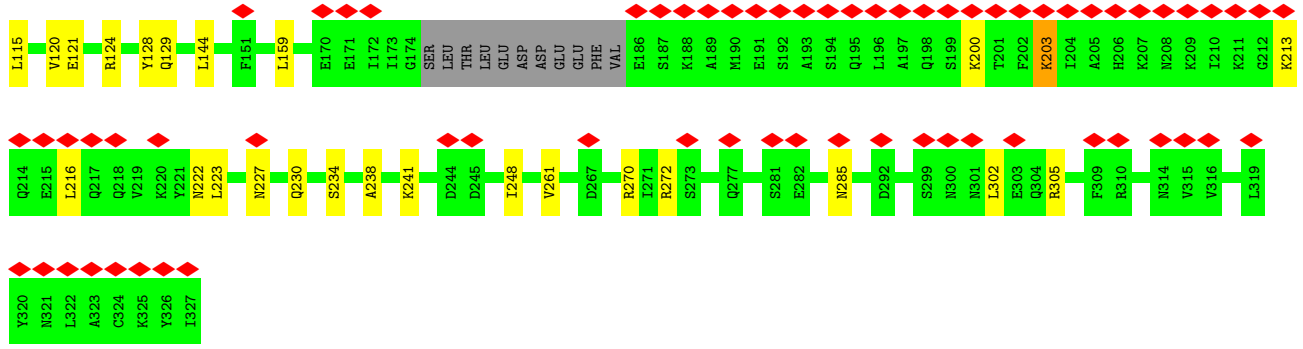 L115 V120 E121 R124 Y128 Q129 L144 F151 L159 E170 E171 I172 I173 G174 SER LEU THR LEU GLU ASP ASP GLU GLU PHE VAL E186 S187 K188 A189 M190 E191 S192 A193 S194 Q195 L196 A197 Q198 S199 K200 T201 F202 K203 I204 A205 H206 K207 N208 K209 I210 K211 G212 K213
Q214 E215 L216 Q217 Q218 V219 K220 Y221 N222 L223 N227 Q230 S234 A238 K241 D244 D245 I248 V261 D267 R270 I271 R272 S273 Q277 S281 E282 N285 D292 S299 N300 N301 L302 E303 Q304 R305 F309 R310 N314 V315 V316 L319
Y320 N321 L322 A323 C324 K325 Y326 I327